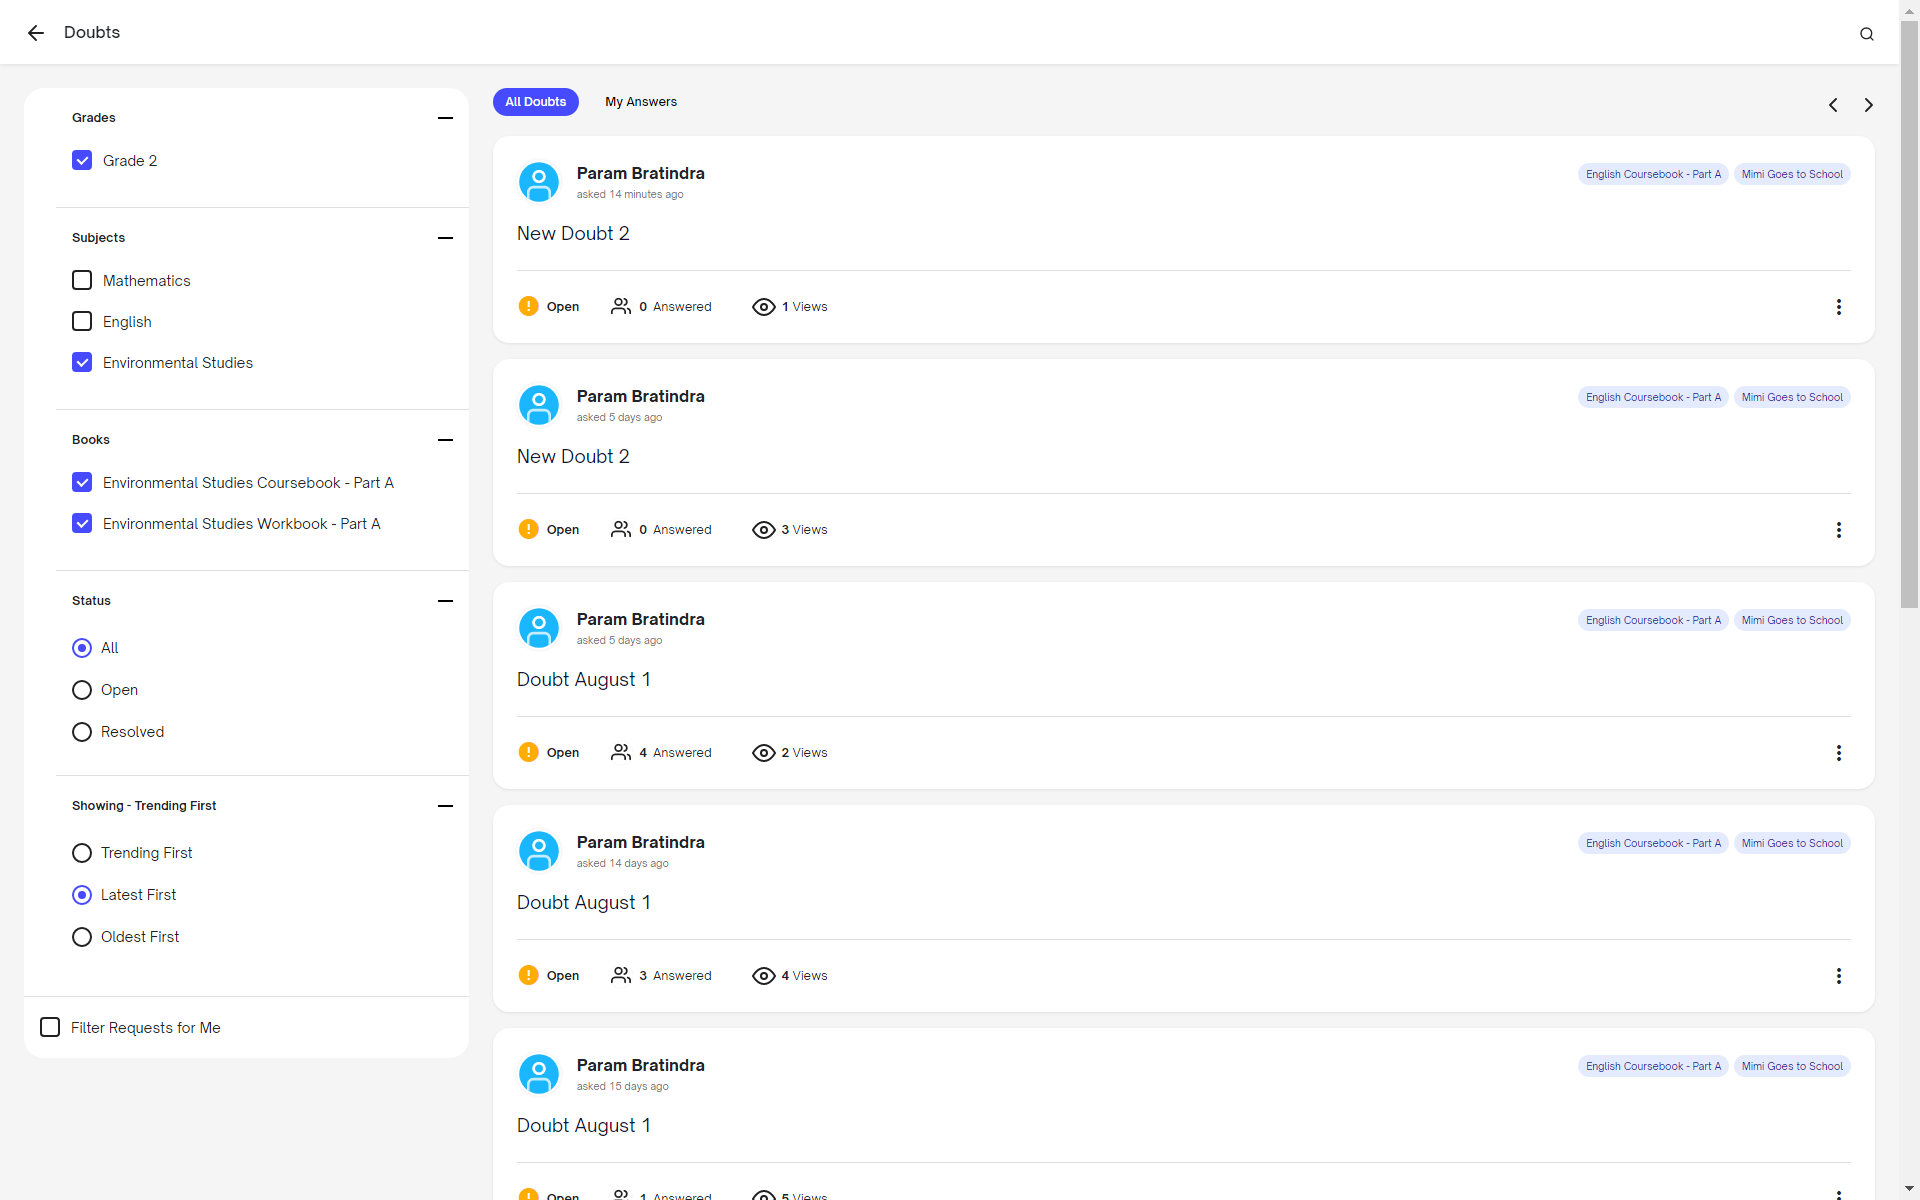 Doubts
Grades
Grade 2
Subjects
Mathematics
English
Environmental Studies
Books
Environmental Studies Coursebook - Part A
Environmental Studies Workbook - Part A
Status
All
Open
Resolved
Showing - Trending First
Trending First
Latest First
Oldest First
Filter Requests for Me
All Doubts My Answers
Param Bratindra English Coursebook - Part A Mimi Goes to School
asked 14 minutes ago
New Doubt 2
Open 0 Answered 1 Views
Param Bratindra English Coursebook - Part A Mimi Goes to School
asked 5 days ago
New Doubt 2
Open 0 Answered 3 Views
Param Bratindra English Coursebook - Part A Mimi Goes to School
asked 5 days ago
Doubt August 1
Open 4 Answered 2 Views
Param Bratindra English Coursebook - Part A Mimi Goes to School
asked 14 days ago
Doubt August 1
Open 3 Answered 4 Views
Param Bratindra English Coursebook - Part A Mimi Goes to School
asked 15 days ago
Doubt August 1
Open 1 Answered 5 Views